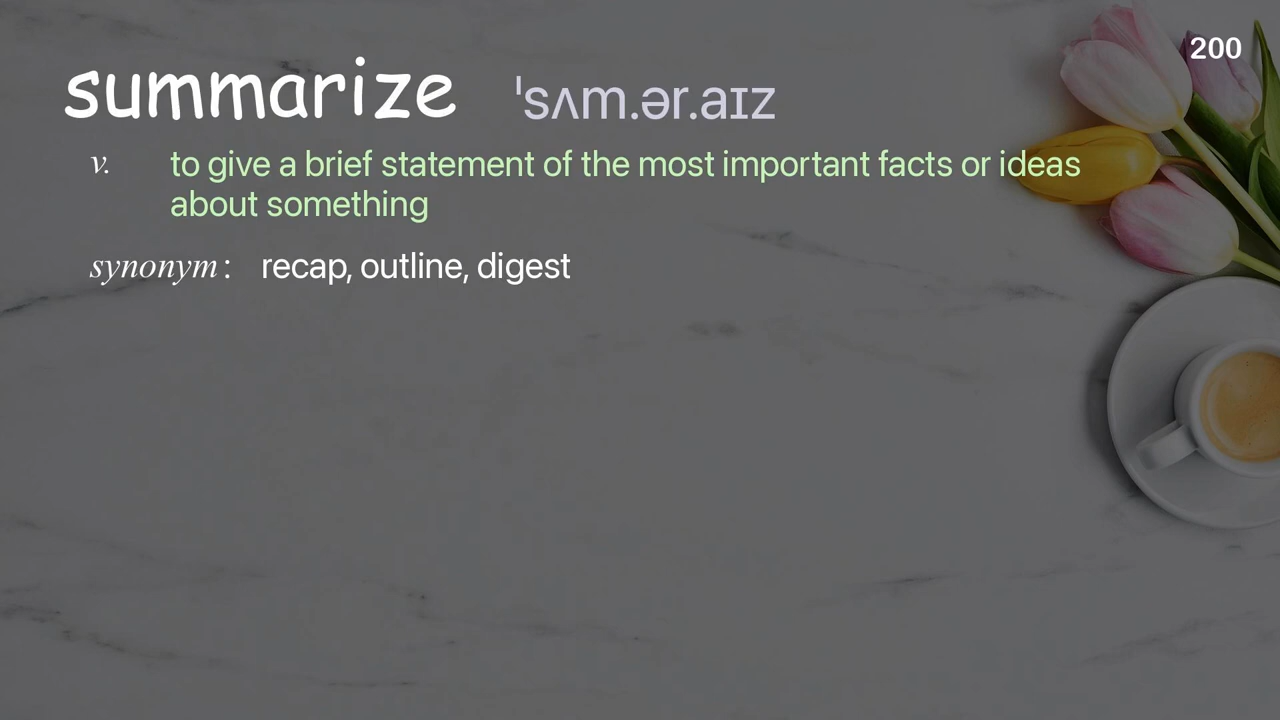 200
summarize ˈsʌm.ər.aɪz
v. to give a brief statement of the most important facts or ideas
about something
synonym: recap, outline, digest